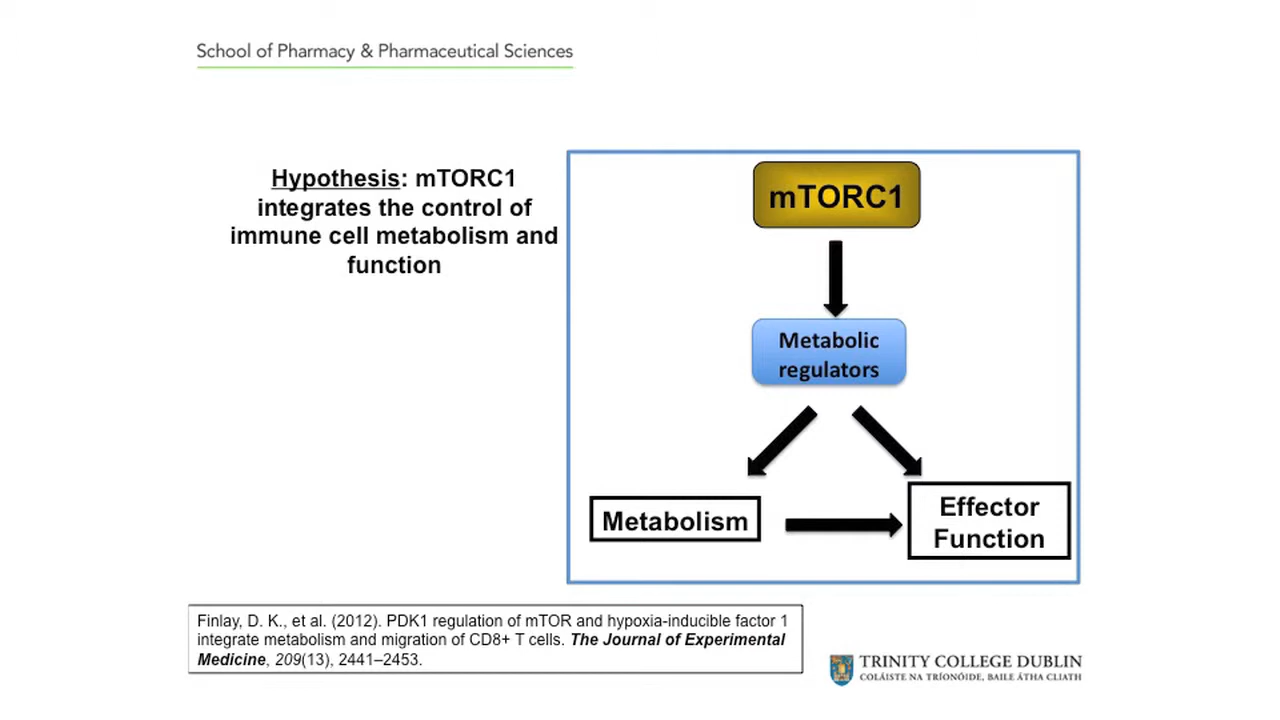 School of Pharmacy & Pharmaceutical Sciences
Hypothesis: mTORC1
integrates the control of
immune cell metabolism and
function
mTORC1
Metabolic
regulators
Metabolism
Effector
Function
Finlay, D. K., et al. (2012). PDK1 regulation of mTOR and hypoxia-inducible factor 1
integrate metabolism and migration of CD8+ T cells. The Journal of Experimental
Medicine, 209(13), 2441–2453.
TRINITY COLLEGE DUBLIN
COLÁISTE NA TRÍONÓIDE, BAILE ÁTHA CLIATH